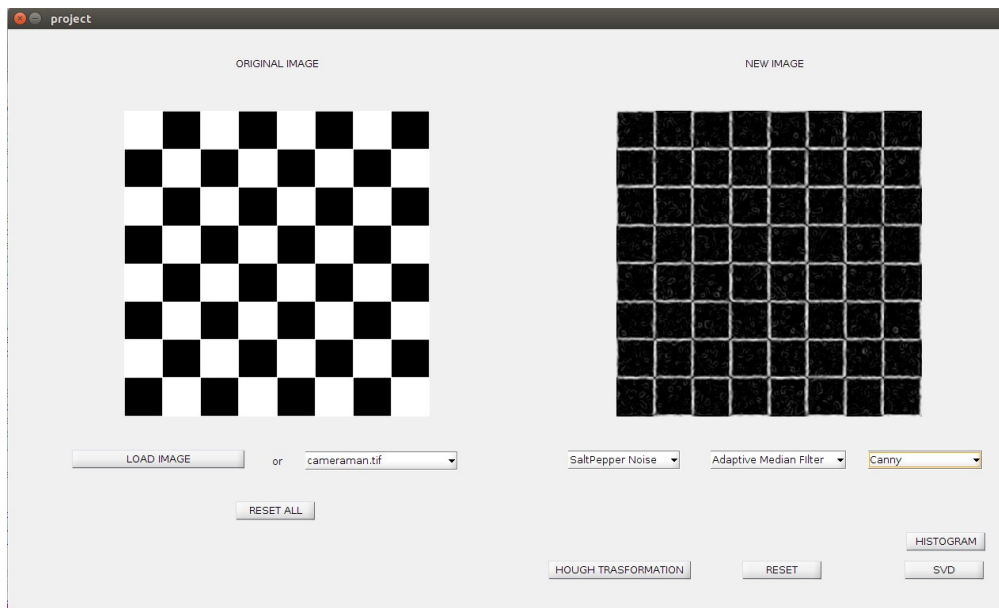 project
ORIGINAL IMAGE
NEW IMAGE
LOAD IMAGE
or
cameraman.tif
SaltPepper Noise
Adaptive Median FIlter
Canny
RESET ALL
HISTOGRAM
HOUGH TRASFORMATION
RESET
SVD